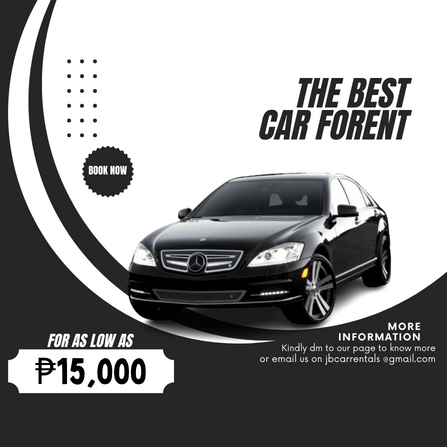 THE BEST
CAR FORENT
BOOK NOW
FOR AS LOW AS
₱15,000
MORE
INFORMATION
Kindly dm to our page to know more
or email us on jbcarrentals @gmail.com